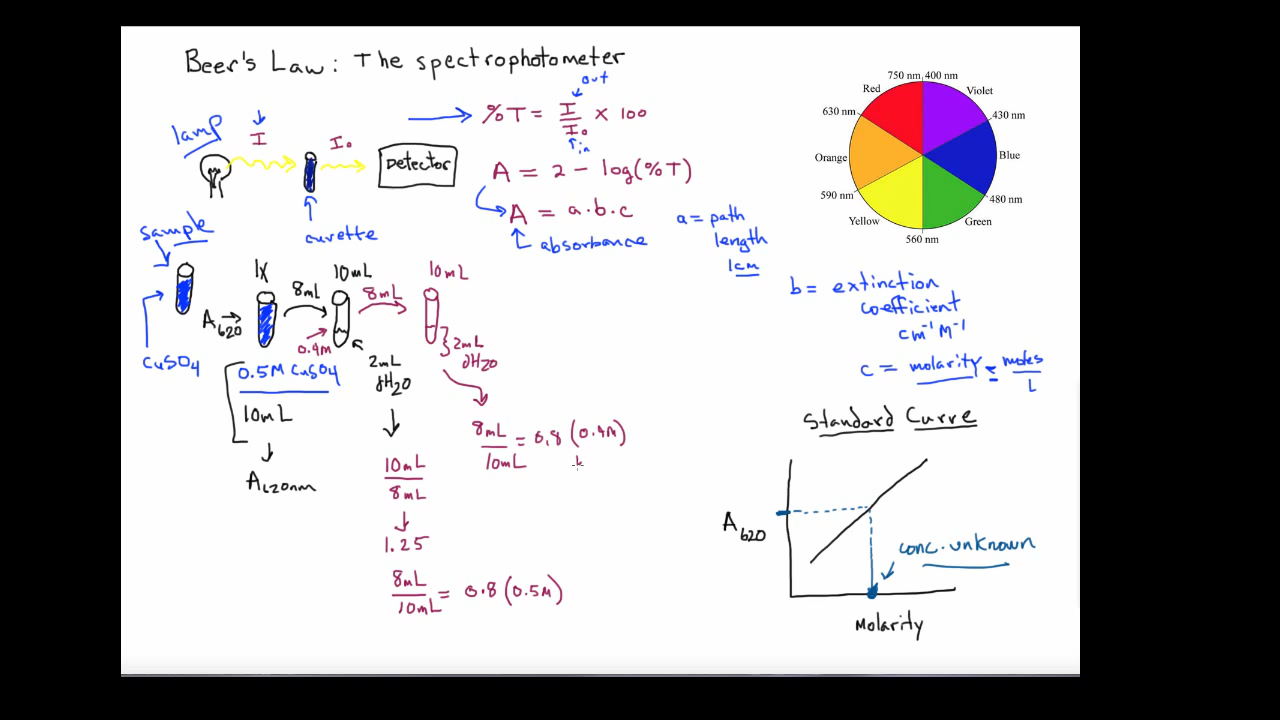 Beer's Law: The spectrophotometer
out
%T = I/I₀ x 100
in
lamp
I
I₀
Detector
A = 2 - log(%T)
A = a.b.c
absorbance
cuvette
a = path
length
1cm
b = extinction
coefficient
cm⁻¹ M⁻¹
c = molarity = moles/L
750 nm
400 nm
Red
Violet
630 nm
430 nm
Orange
Blue
590 nm
480 nm
Yellow
Green
560 nm
sample
CuSO4
A620 →
1X
8mL
10mL
8mL
10mL
0.4M
2mL
dH2O
2mL
dH2O
0.5M CuSO4
10mL
A620nm
10mL/8mL
1.25
8mL/10mL = 0.8 (0.5M)
8mL/10mL = 0.8 (0.4M)
Standard Curve
A620
conc. unknown
Molarity